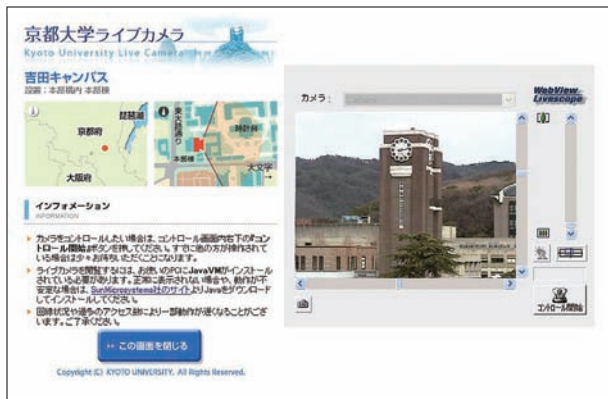 京都大学ライブカメラ
Kyoto University Live Camera
吉田キャンパス
設置：本部構内 本部棟
京都府
琵琶湖
大阪府
東大路通り
時計台
本部棟
大文字
→
インフォメーション
INFORMATION
カメラをコントロールしたい場合は、コントロール画面内右下の『コントロール開始』ボタンを押してください。すでに他の方が操作されている場合は少々お待ちいただくことになります。
ライブカメラを閲覧するには、お使いのPCにJavaVMがインストールされている必要があります。正常に表示されない場合や、動作が不安定な場合は、SunMicrosystems社のサイトよりJavaをダウンロードしてインストールしてください。
回線状況や過多のアクセス数により一部動作が遅くなることがございます。ご了承ください。
この画面を閉じる
Copyright (C) KYOTO UNIVERSITY. All Rights Reserved.
カメラ：
WebView
Livescope
コントロール開始